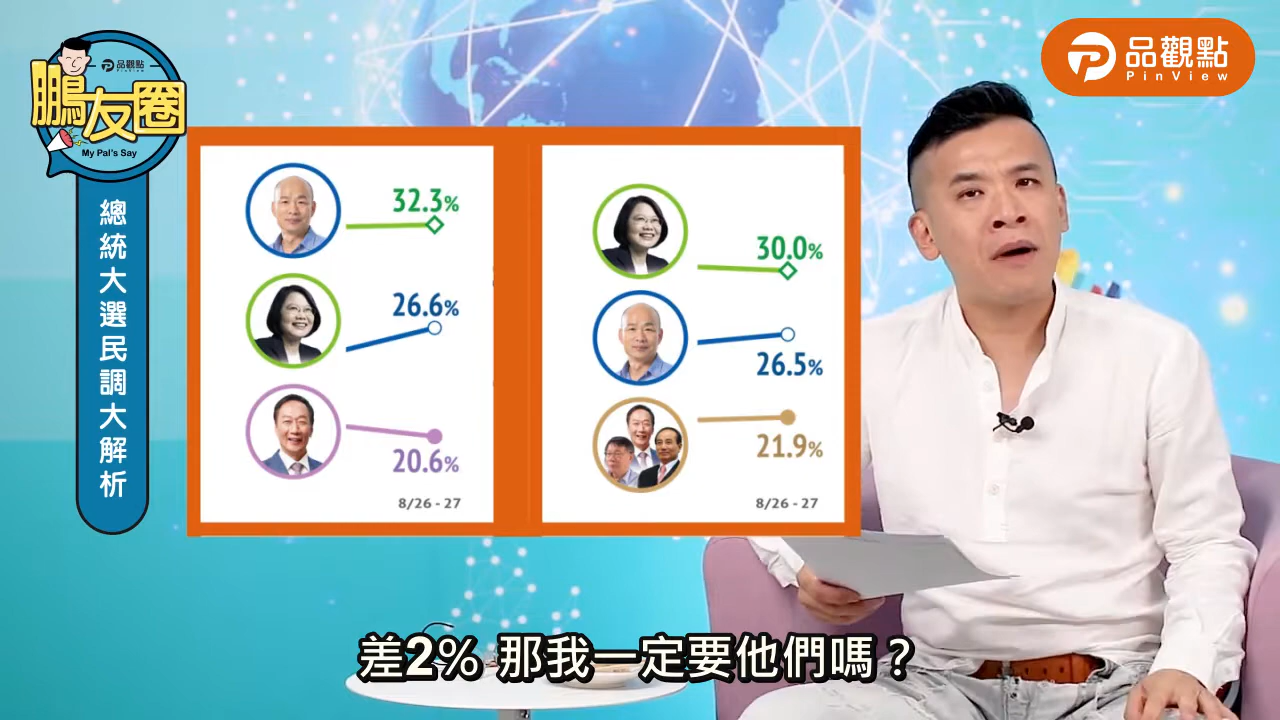 品觀點
PinView
鵬友圈
My Pal's Say
總統大選民調大解析
品觀點
PinView
32.3%
26.6%
20.6%
8/26 - 27
30.0%
26.5%
21.9%
8/26 - 27
差2% 那我一定要他們嗎？